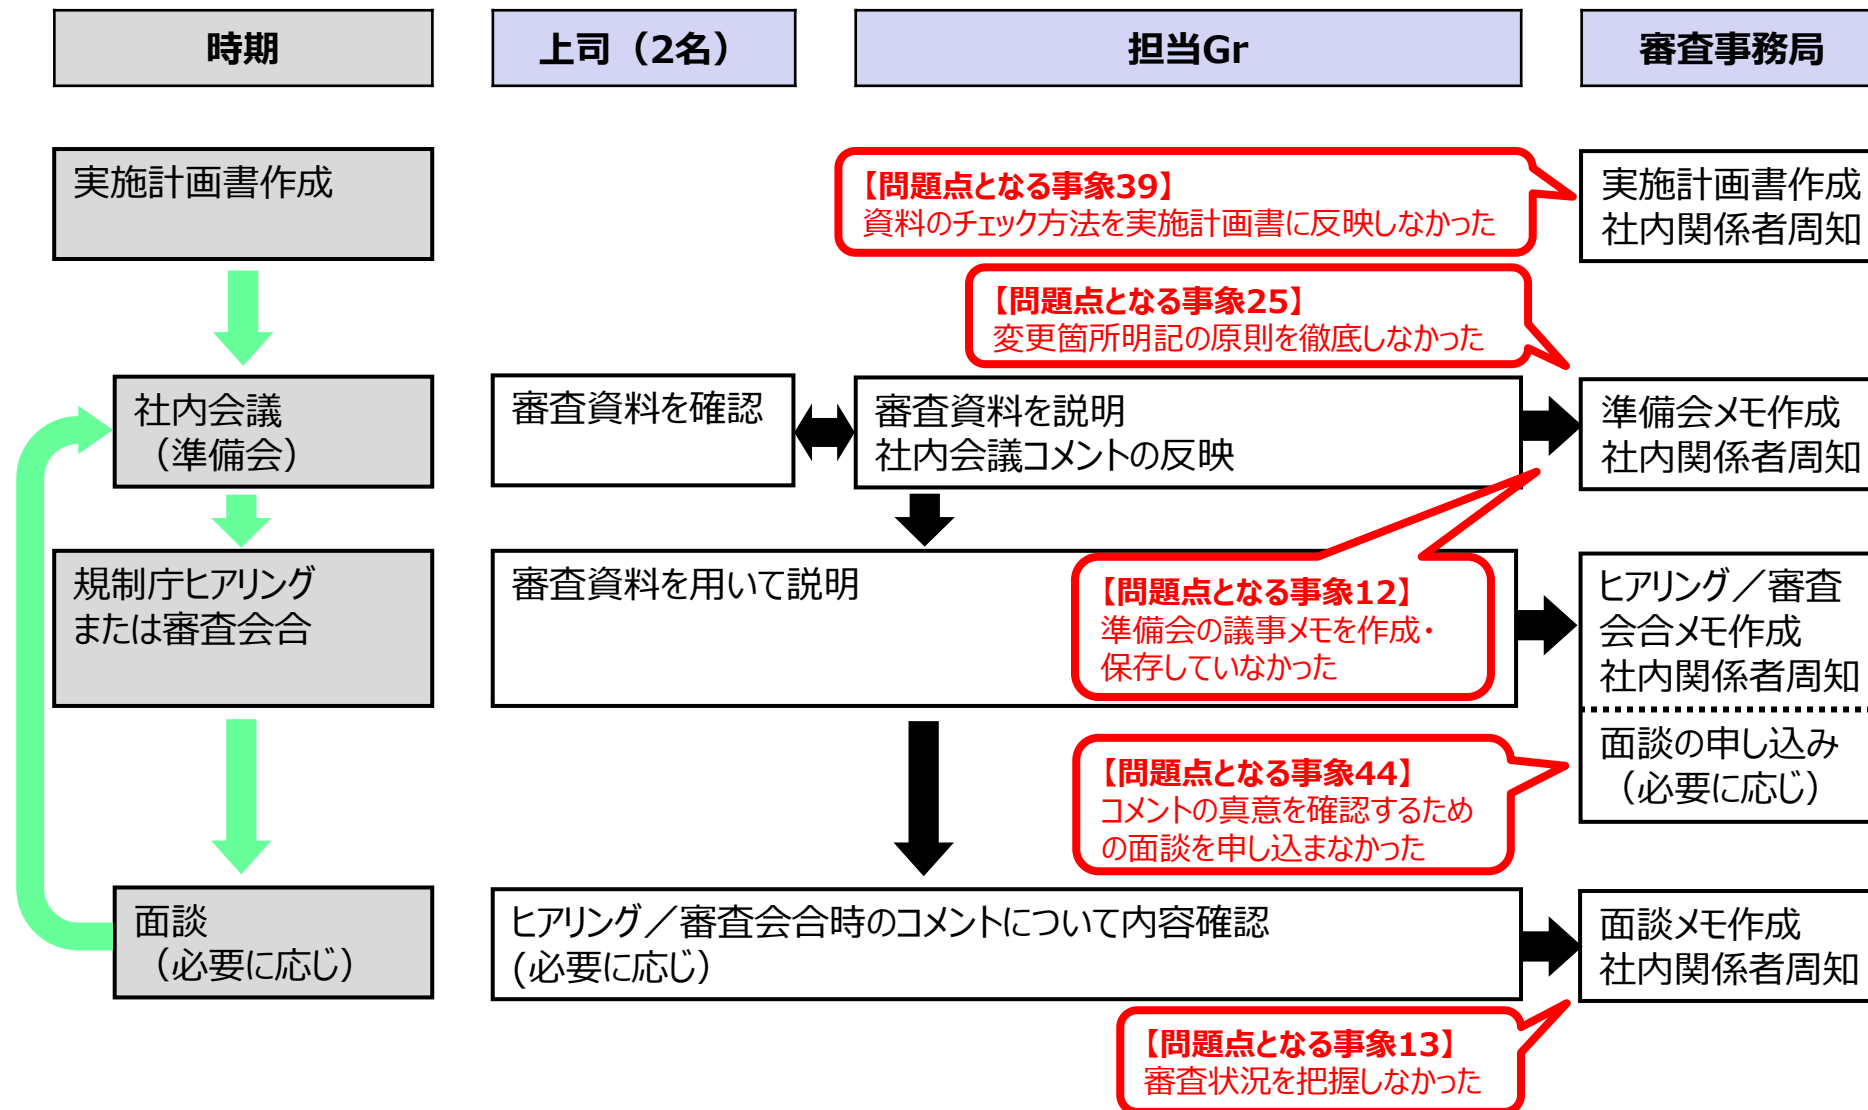 時期
上司（2名）
担当Gr
審査事務局
実施計画書作成
【問題点となる事象39】
資料のチェック方法を実施計画書に反映しなかった
実施計画書作成
社内関係者周知
【問題点となる事象25】
変更箇所明記の原則を徹底しなかった
社内会議
（準備会）
審査資料を確認
審査資料を説明
社内会議コメントの反映
準備会メモ作成
社内関係者周知
規制庁ヒアリング
または審査会合
審査資料を用いて説明
【問題点となる事象12】
準備会の議事メモを作成・
保存していなかった
ヒアリング／審査
会合メモ作成
社内関係者周知
面談の申し込み
（必要に応じ）
【問題点となる事象44】
コメントの真意を確認するため
の面談を申し込まなかった
面談
（必要に応じ）
ヒアリング／審査会合時のコメントについて内容確認
(必要に応じ）
面談メモ作成
社内関係者周知
【問題点となる事象13】
審査状況を把握しなかった